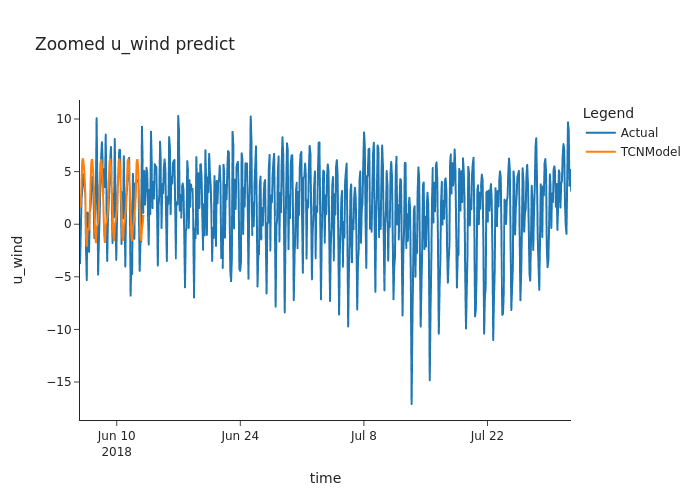 Zoomed u_wind predict
Legend
Actual
TCNModel
10
5
0
−5
−10
−15
u_wind
Jun 10
2018
Jun 24
Jul 8
Jul 22
time